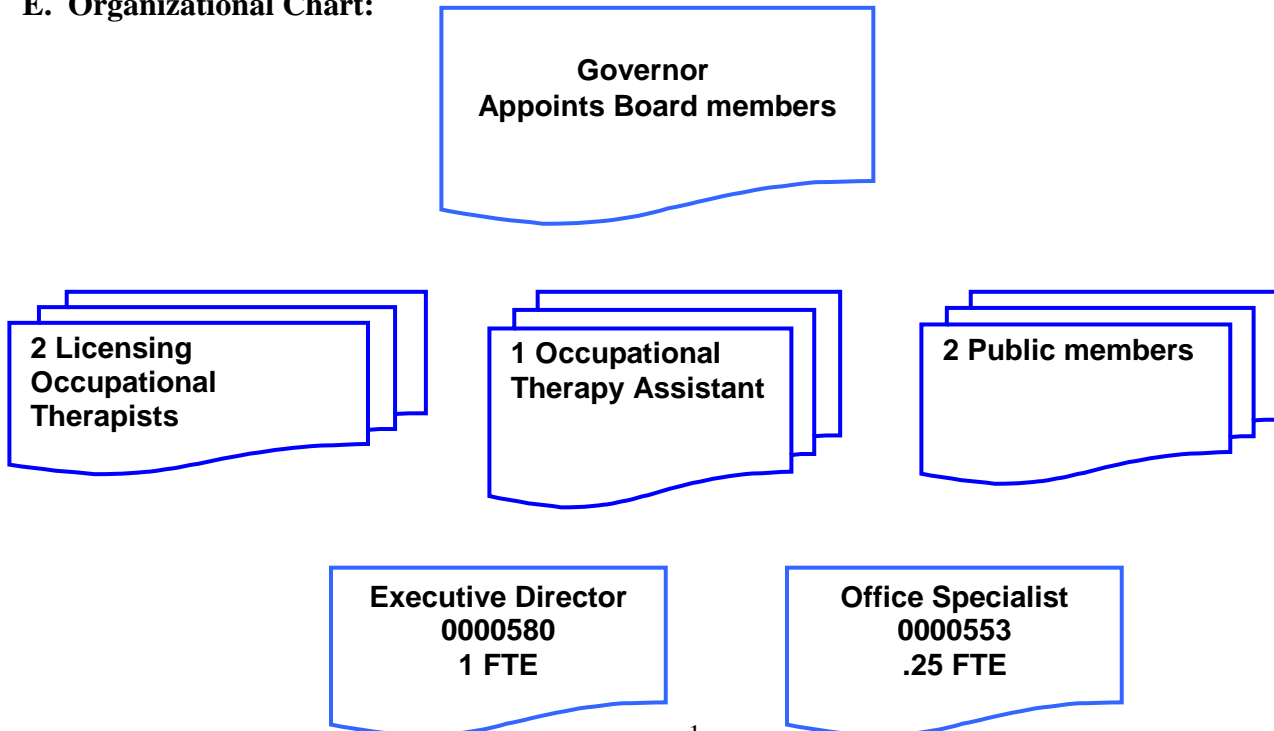 E. Organizational Chart:
Governor
Appoints Board members
2 Licensing
Occupational
Therapists
1 Occupational
Therapy Assistant
2 Public members
Executive Director
0000580
1 FTE
Office Specialist
0000553
.25 FTE
1